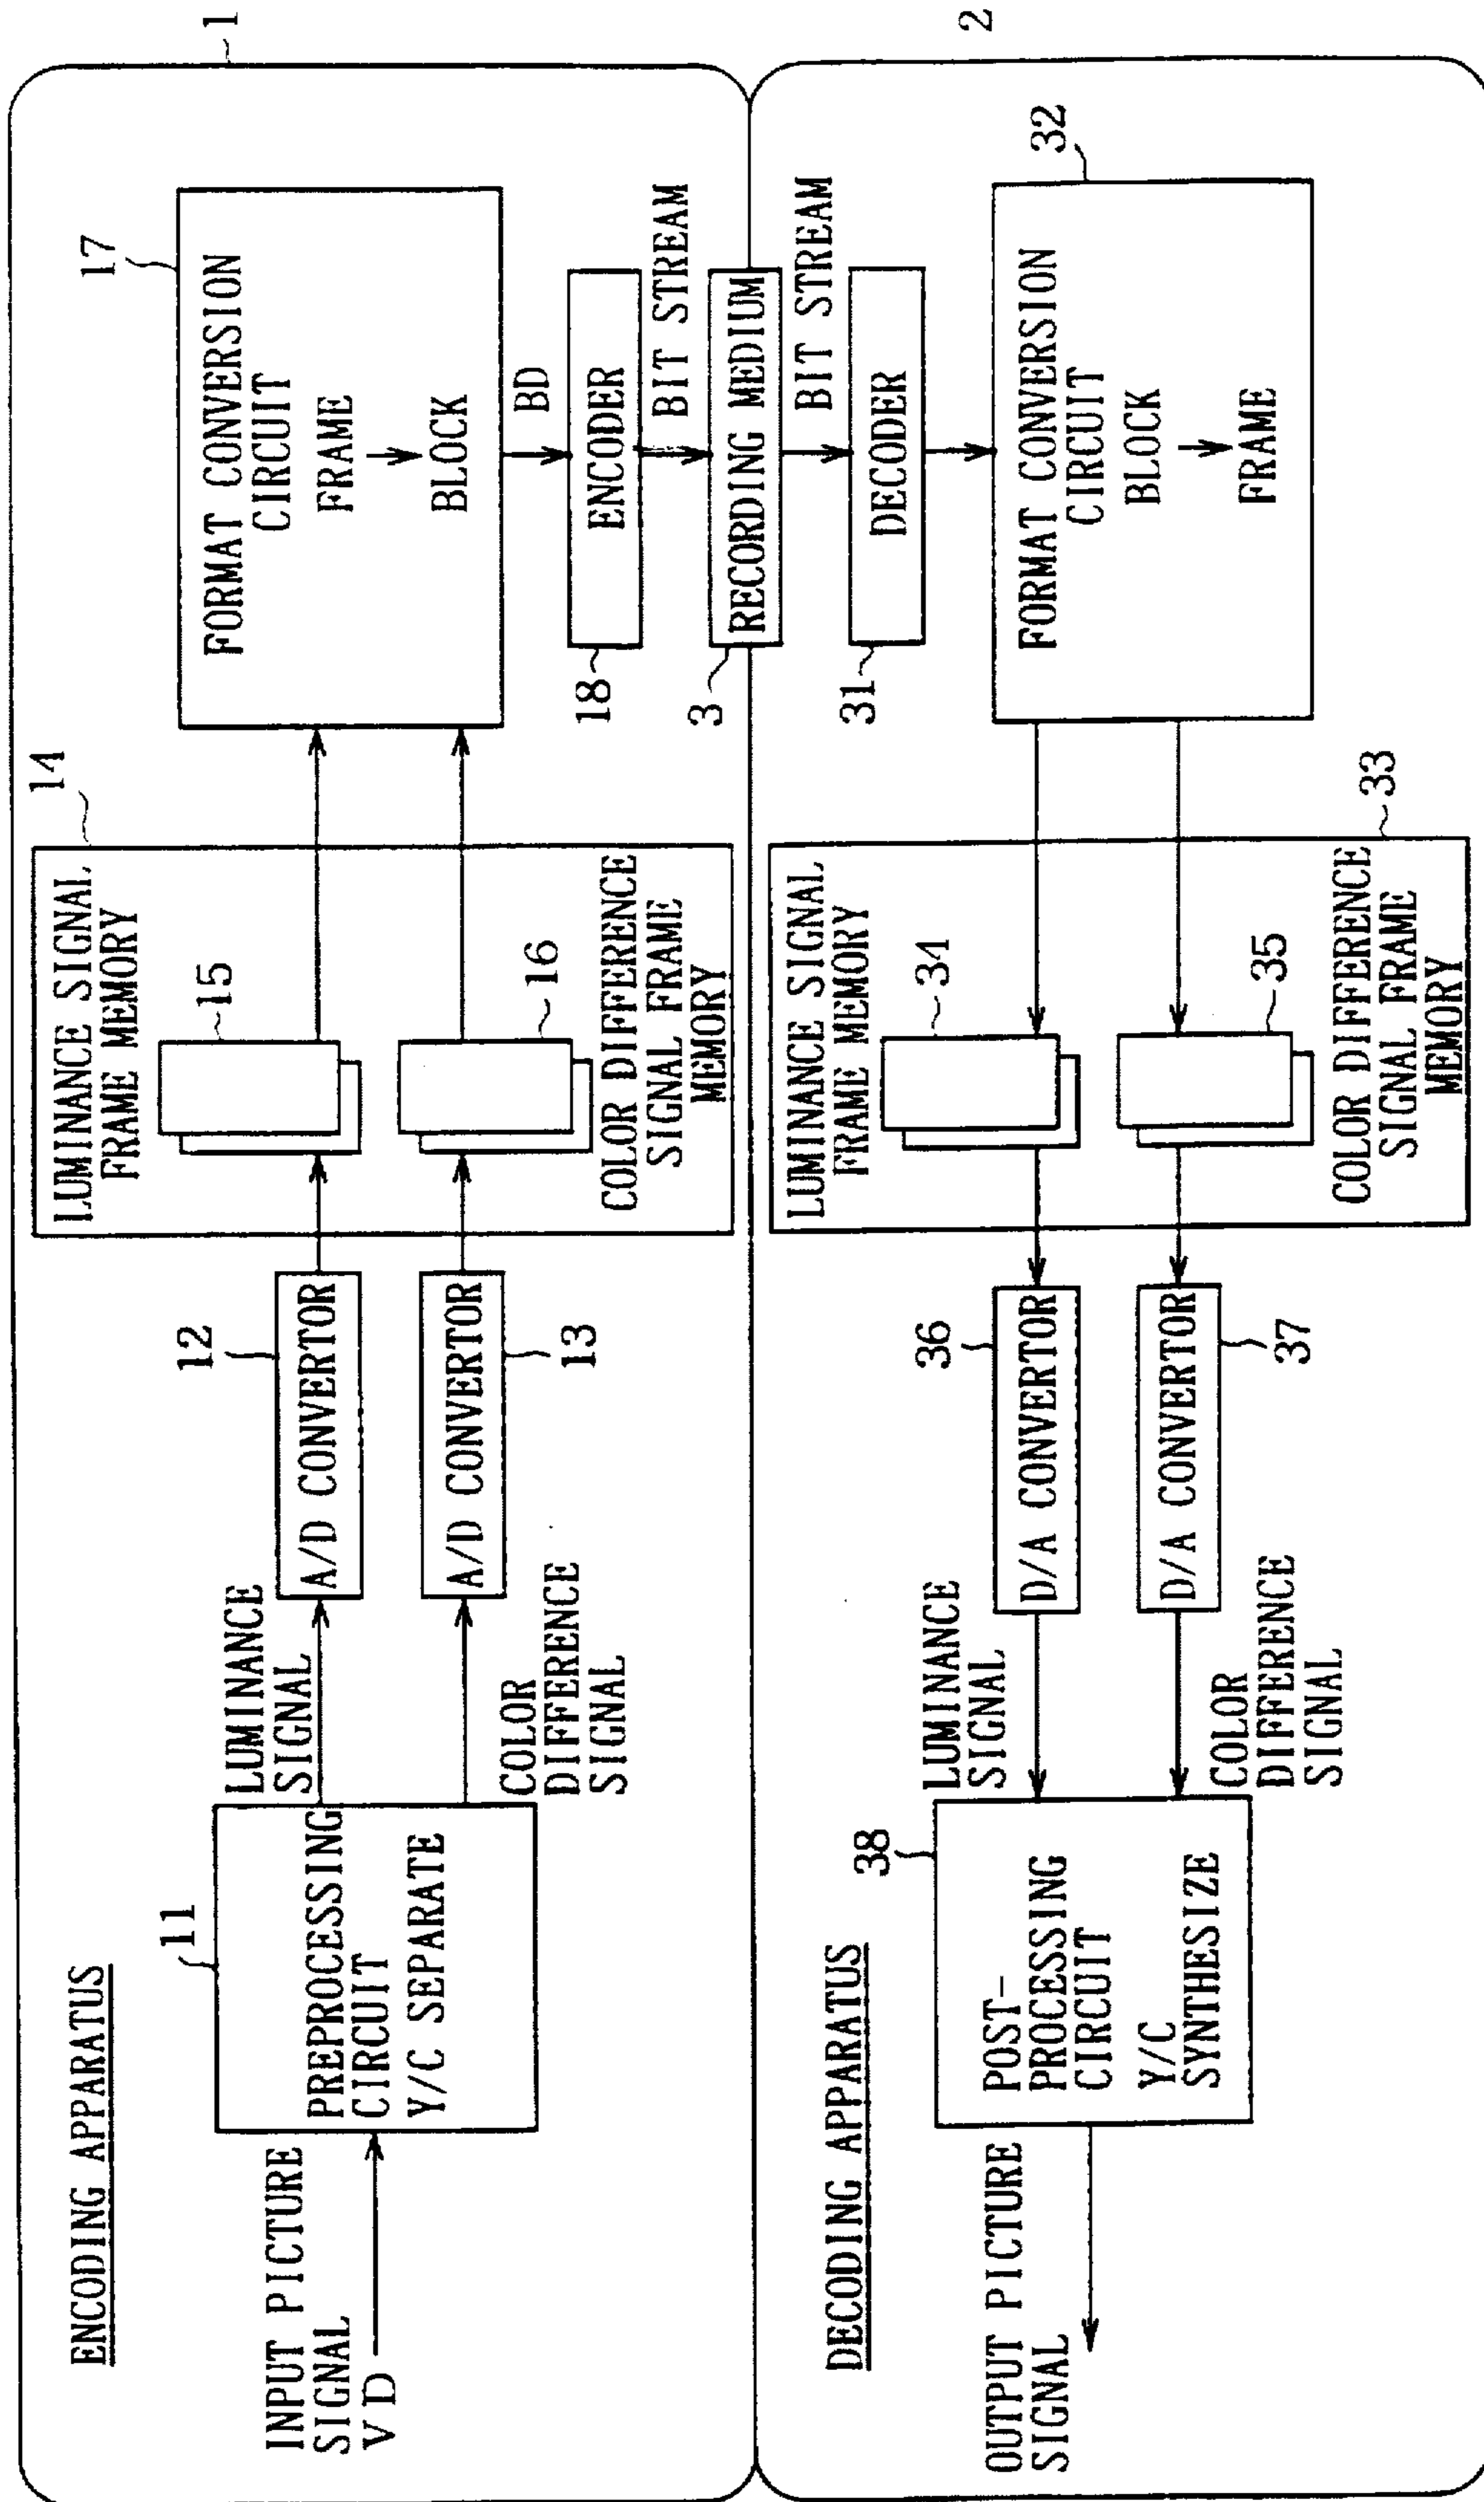 1
ENCODING APPARATUS
INPUT PICTURE
SIGNAL
VD
11
PREPROCESSING
CIRCUIT
Y/C SEPARATE
LUMINANCE
SIGNAL
COLOR
DIFFERENCE
SIGNAL
12
A/D CONVERTOR
A/D CONVERTOR
13
14
LUMINANCE SIGNAL
FRAME MEMORY
15
16
COLOR DIFFERENCE
SIGNAL FRAME
MEMORY
17
FORMAT CONVERSION
CIRCUIT
FRAME
BLOCK
BD
18
ENCODER
BIT STREAM
3
RECORDING MEDIUM
BIT STREAM
31
DECODER
2
DECODING APPARATUS
32
FORMAT CONVERSION
CIRCUIT
BLOCK
FRAME
33
LUMINANCE SIGNAL
FRAME MEMORY
34
35
COLOR DIFFERENCE
SIGNAL FRAME
MEMORY
36
D/A CONVERTOR
D/A CONVERTOR
37
LUMINANCE
SIGNAL
COLOR
DIFFERENCE
SIGNAL
38
POST-
PROCESSING
CIRCUIT
Y/C
SYNTHESIZE
OUTPUT PICTURE
SIGNAL